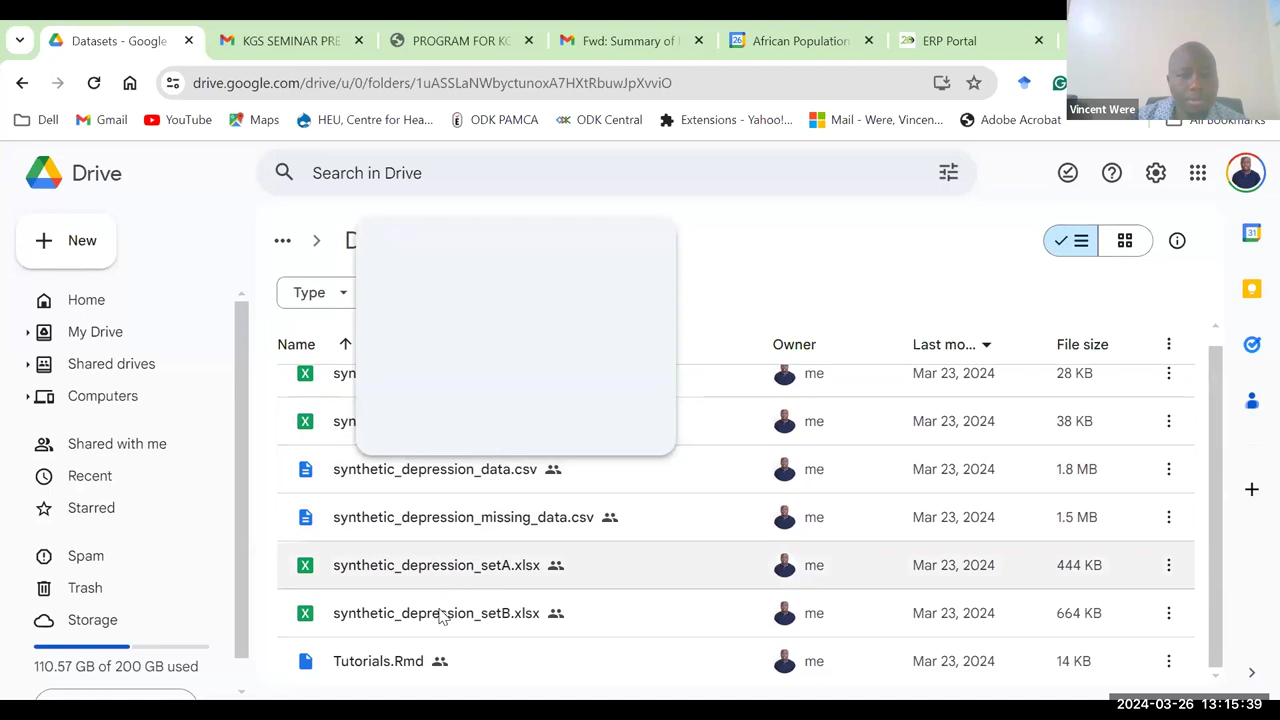 Datasets - Google
KGS SEMINAR PRE
PROGRAM FOR KG
Fwd: Summary of
African Population
ERP Portal
drive.google.com/drive/u/0/folders/1uASSLaNWbyctunoxA7HXtRbuwJpXvviO
Vincent Were
Dell
Gmail
YouTube
Maps
HEU, Center Hea...
ODK PAMCA
ODK Central
Extensions - Yahoo!...
Mail - Were, Vincen...
Adobe Acrobat
All Bookmarks
Drive
Search in Drive
New
D
Type
Home
My Drive
Shared drives
Computers
Shared with me
Recent
Starred
Spam
Trash
Storage
110.57 GB of 200 GB used
Name Owner Last mo... File size
syn me Mar 23, 2024 28 KB
syn me Mar 23, 2024 38 KB
synthetic_depression_data.csv me Mar 23, 2024 1.8 MB
synthetic_depression_missing_data.csv me Mar 23, 2024 1.5 MB
synthetic_depression_setA.xlsx me Mar 23, 2024 444 KB
synthetic_depression_setB.xlsx me Mar 23, 2024 664 KB
Tutorials.Rmd me Mar 23, 2024 14 KB
31
2024-03-26 13:15:39